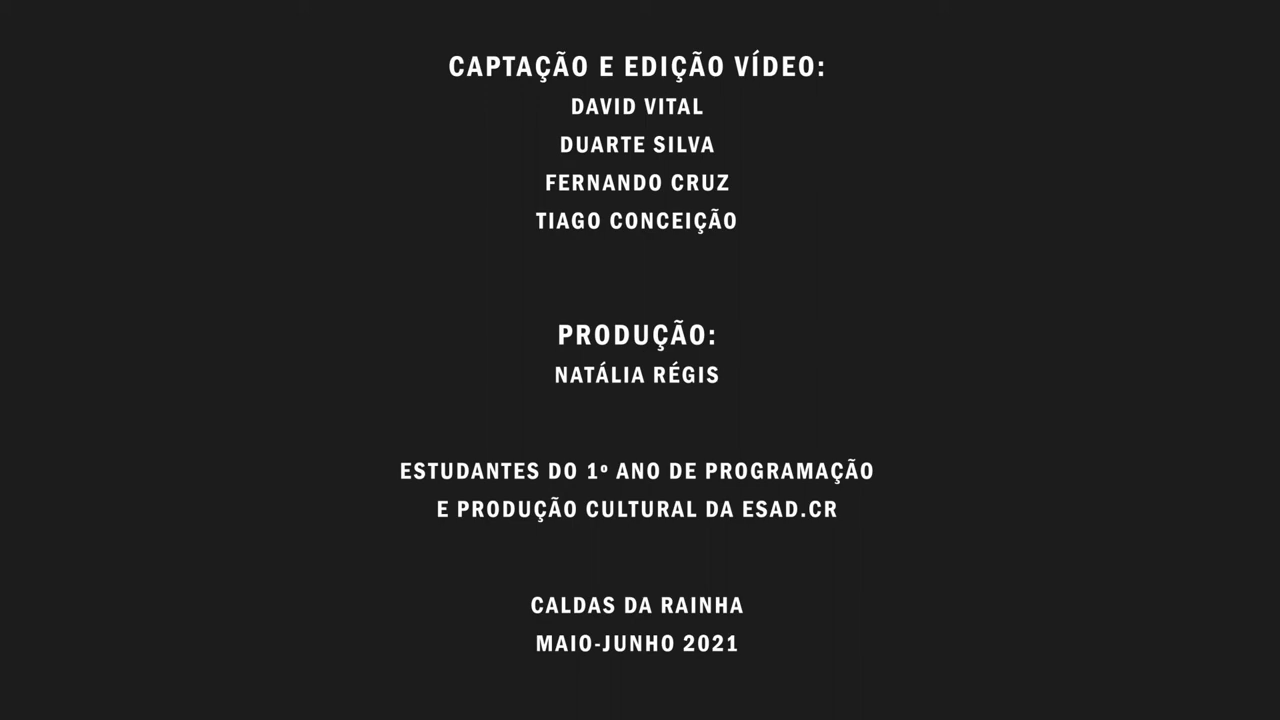 CAPTAÇÃO E EDIÇÃO VÍDEO:
DAVID VITAL
DUARTE SILVA
FERNANDO CRUZ
TIAGO CONCEIÇÃO
PRODUÇÃO:
NATÁLIA RÉGIS
ESTUDANTES DO 1º ANO DE PROGRAMAÇÃO
E PRODUÇÃO CULTURAL DA ESAD.CR
CALDAS DA RAINHA
MAIO-JUNHO 2021